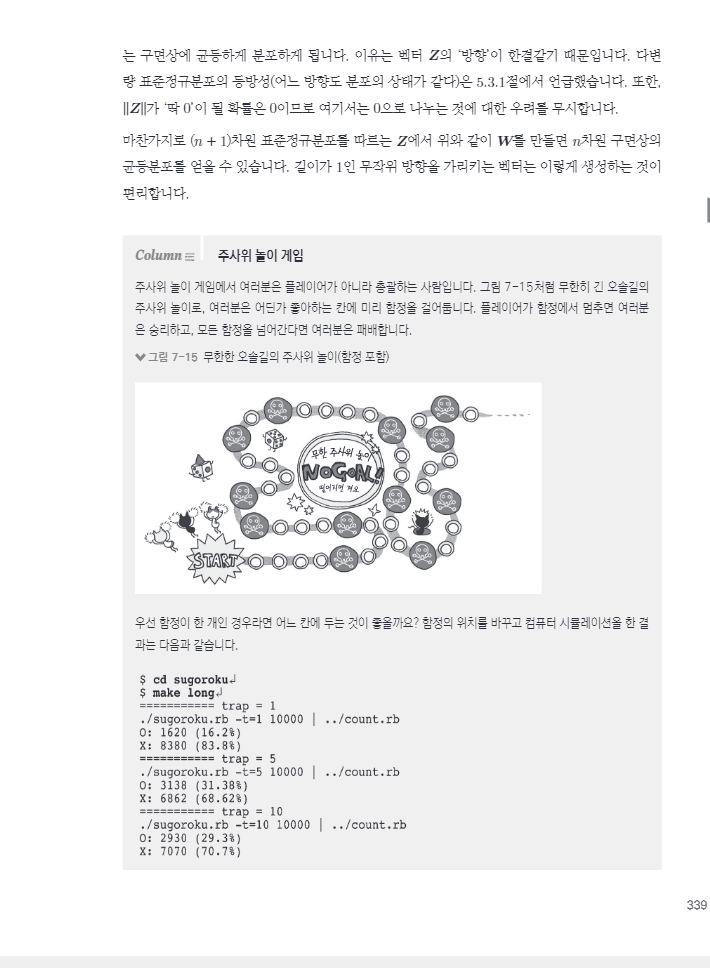 는 구면상에 균등하게 분포하게 됩니다. 이유는 벡터 Z의 ‘방향’이 한결같기 때문입니다. 다변
량 표준정규분포의 등방성(어느 방향도 분포의 상태가 같다)은 5.3.1절에서 언급했습니다. 또한,
||Z||가 ‘딱 0’이 될 확률은 0이므로 여기서는 0으로 나누는 것에 대한 우려를 무시합니다.
마찬가지로 (n + 1)차원 표준정규분포를 따르는 Z에서 위와 같이 W를 만들면 n차원 구면상의
균등분포를 얻을 수 있습니다. 길이가 1인 무작위 방향을 가리키는 벡터는 이렇게 생성하는 것이
편리합니다.
Column 주사위 놀이 게임
주사위 놀이 게임에서 여러분은 플레이어가 아니라 총괄하는 사람입니다. 그림 7-15처럼 무한히 긴 오솔길의
주사위 놀이로, 여러분은 어딘가 좋아하는 칸에 미리 함정을 걸어둡니다. 플레이어가 함정에서 멈추면 여러분
은 승리하고, 모든 함정을 넘어간다면 여러분은 패배합니다.
그림 7-15 무한한 오솔길의 주사위 놀이(함정 포함)
무한 주사위 놀이
NO GOAL!
떨어지면 져요
START
우선 함정이 한 개인 경우라면 어느 칸에 두는 것이 좋을까요? 함정의 위치를 바꾸고 컴퓨터 시뮬레이션을 한 결
과는 다음과 같습니다.
$ cd sugoroku↲
$ make long↲
=========== trap = 1
./sugoroku.rb -t=1 10000 | ../count.rb
O: 1620 (16.2%)
X: 8380 (83.8%)
=========== trap = 5
./sugoroku.rb -t=5 10000 | ../count.rb
O: 3138 (31.38%)
X: 6862 (68.62%)
=========== trap = 10
./sugoroku.rb -t=10 10000 | ../count.rb
O: 2930 (29.3%)
X: 7070 (70.7%)
339